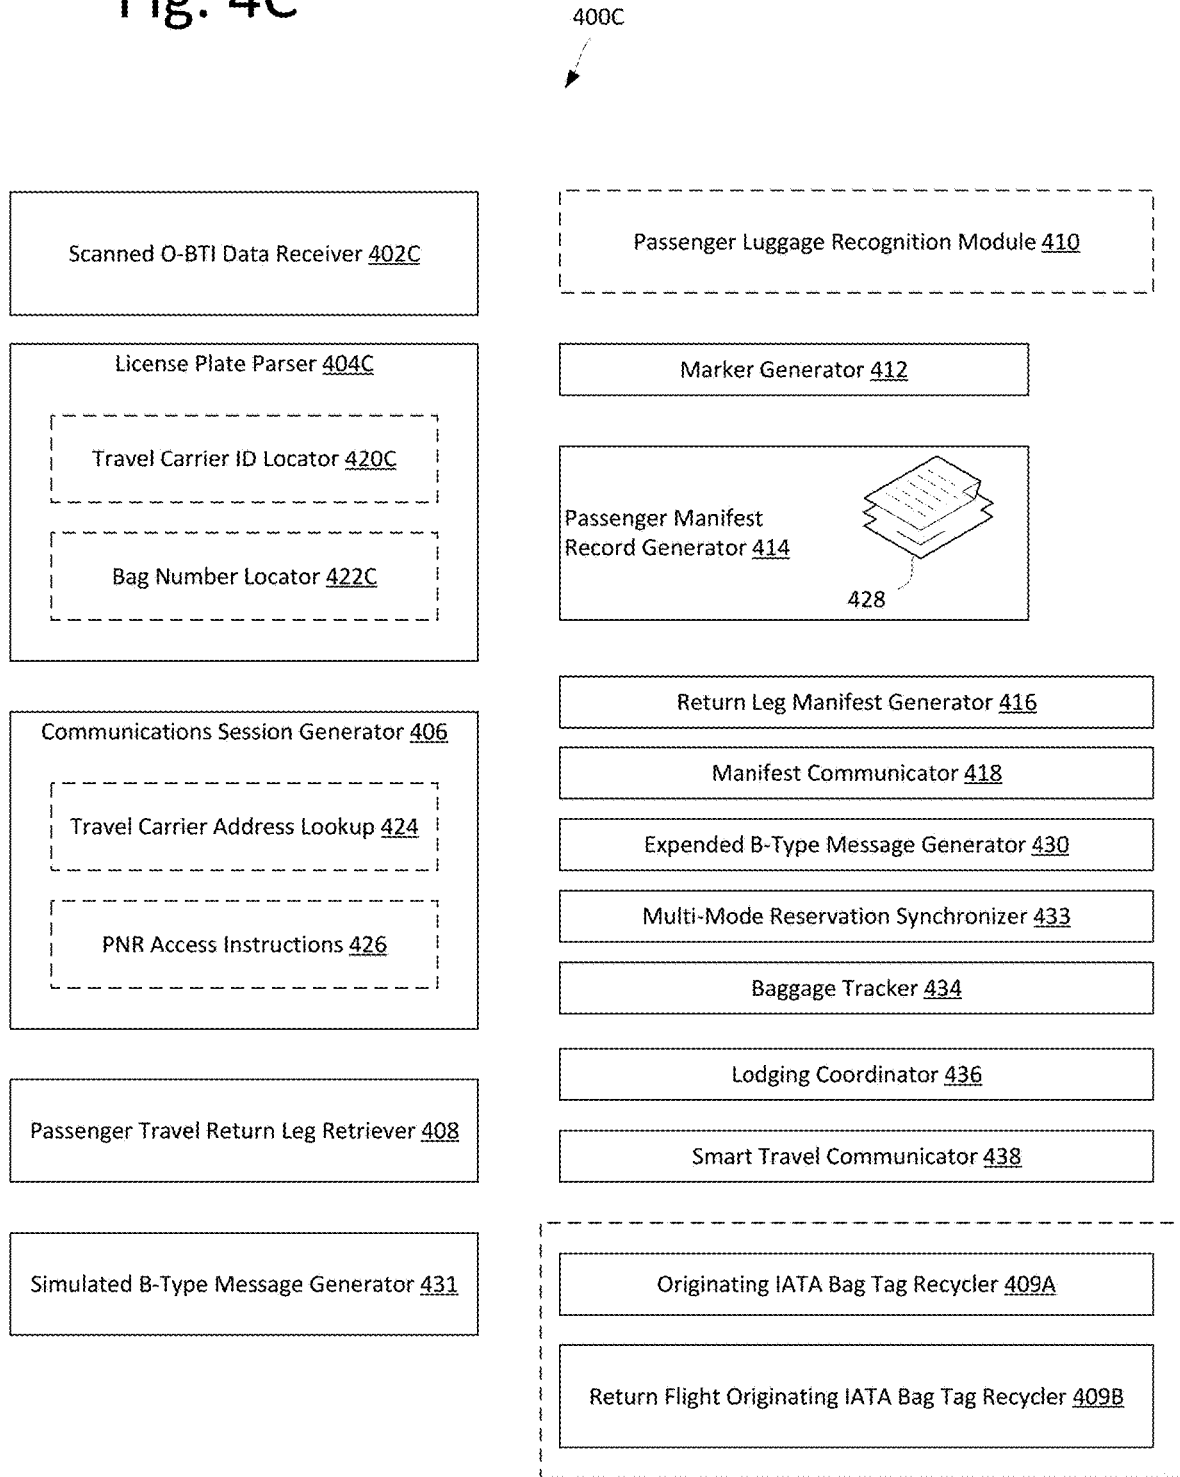 Fig. 4C
400C
Scanned O-BTI Data Receiver 402C
License Plate Parser 404C
Travel Carrier ID Locator 420C
Bag Number Locator 422C
Communications Session Generator 406
Travel Carrier Address Lookup 424
PNR Access Instructions 426
Passenger Travel Return Leg Retriever 408
Simulated B-Type Message Generator 431
Passenger Luggage Recognition Module 410
Marker Generator 412
Passenger Manifest
Record Generator 414
428
Return Leg Manifest Generator 416
Manifest Communicator 418
Expended B-Type Message Generator 430
Multi-Mode Reservation Synchronizer 433
Baggage Tracker 434
Lodging Coordinator 436
Smart Travel Communicator 438
Originating IATA Bag Tag Recycler 409A
Return Flight Originating IATA Bag Tag Recycler 409B